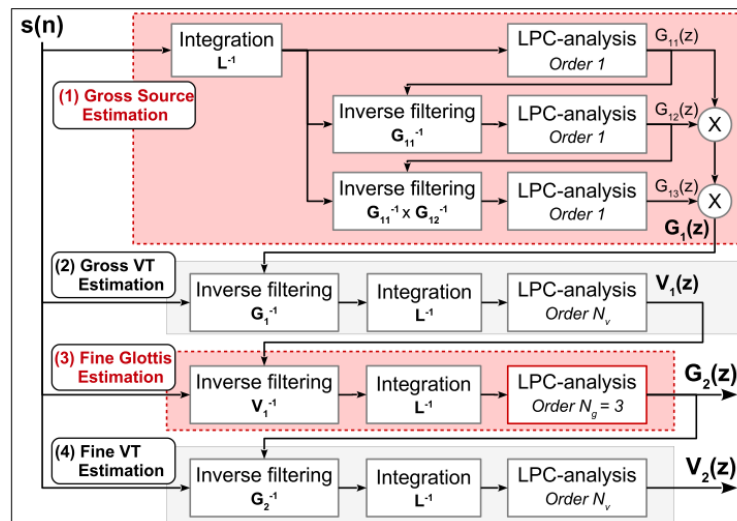 s(n)
Integration
L⁻¹
LPC-analysis
Order 1
G₁₁(z)
(1) Gross Source
Estimation
Inverse filtering
G₁₁⁻¹
LPC-analysis
Order 1
G₁₂(z)
X
Inverse filtering
G₁₁⁻¹ x G₁₂⁻¹
LPC-analysis
Order 1
G₁₃(z)
X
G₁(z)
(2) Gross VT
Estimation
Inverse filtering
G₁⁻¹
Integration
L⁻¹
LPC-analysis
Order Nᵥ
V₁(z)
(3) Fine Glottis
Estimation
Inverse filtering
V₁⁻¹
Integration
L⁻¹
LPC-analysis
Order N_g = 3
G₂(z)
(4) Fine VT
Estimation
Inverse filtering
G₂⁻¹
Integration
L⁻¹
LPC-analysis
Order Nᵥ
V₂(z)